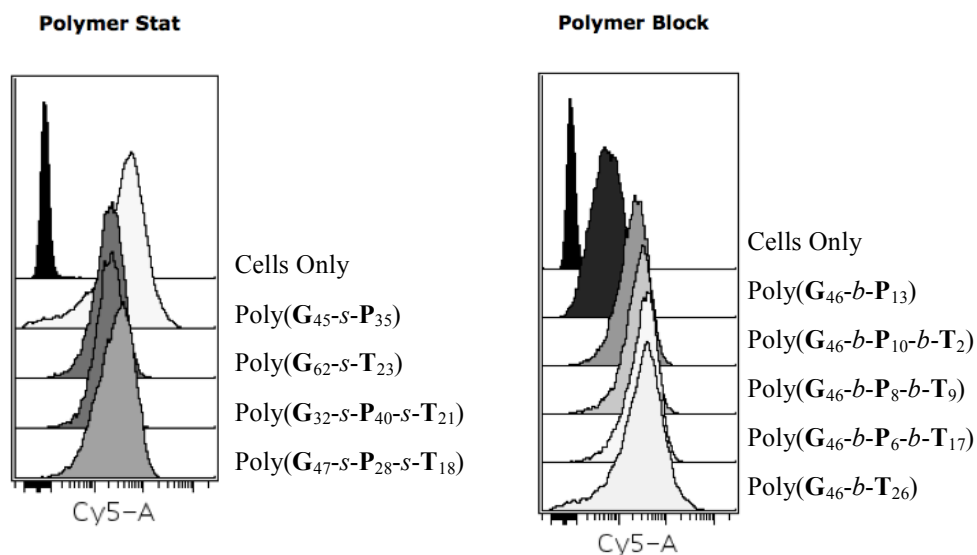 Polymer Stat
Cells Only
Poly(G45-s-P35)
Poly(G62-s-T23)
Poly(G32-s-P40-s-T21)
Poly(G47-s-P28-s-T18)
Cy5-A
Polymer Block
Cells Only
Poly(G46-b-P13)
Poly(G46-b-P10-b-T2)
Poly(G46-b-P8-b-T9)
Poly(G46-b-P6-b-T17)
Poly(G46-b-T26)
Cy5-A